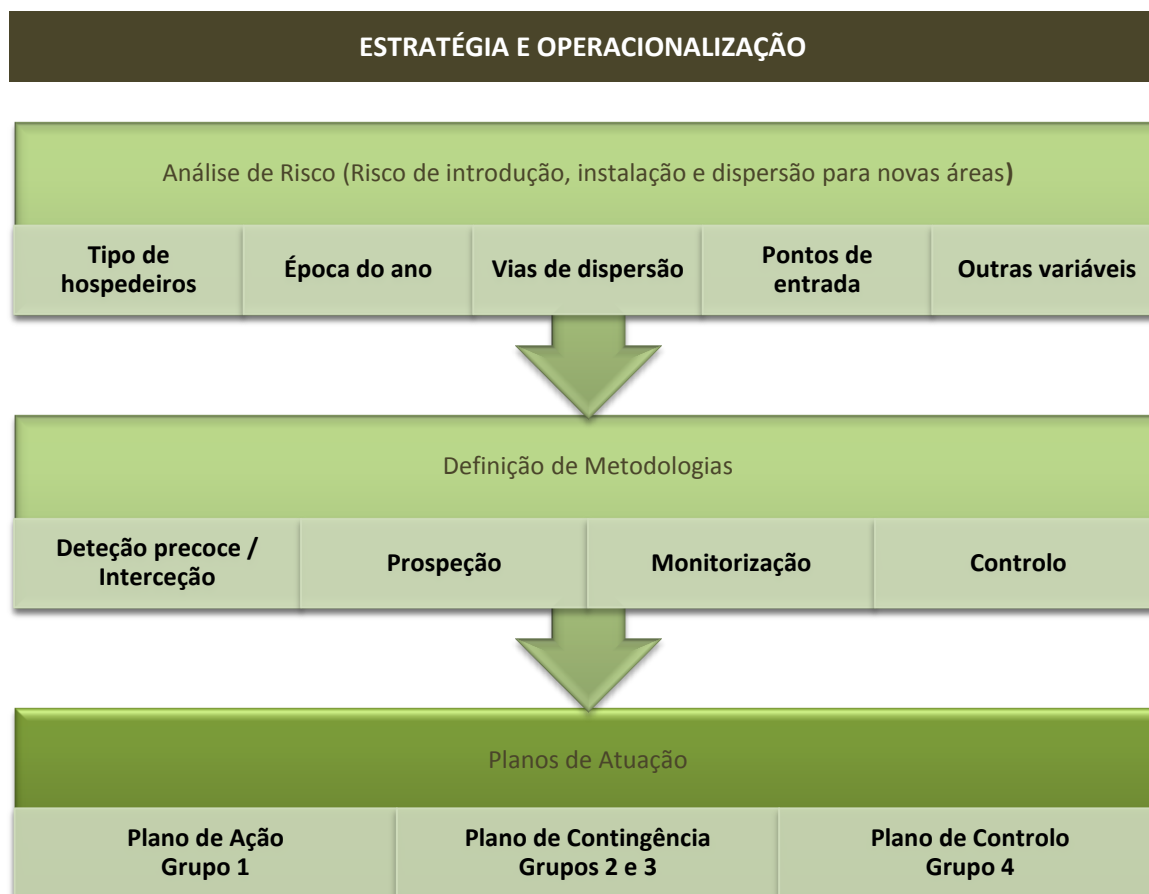 ESTRATÉGIA E OPERACIONALIZAÇÃO
Análise de Risco (Risco de introdução, instalação e dispersão para novas áreas)
Tipo de
hospedeiros
Época do ano
Vias de dispersão
Pontos de
entrada
Outras variáveis
Definição de Metodologias
Deteção precoce /
Interceção
Prospeção
Monitorização
Controlo
Planos de Atuação
Plano de Ação
Grupo 1
Plano de Contingência
Grupos 2 e 3
Plano de Controlo
Grupo 4